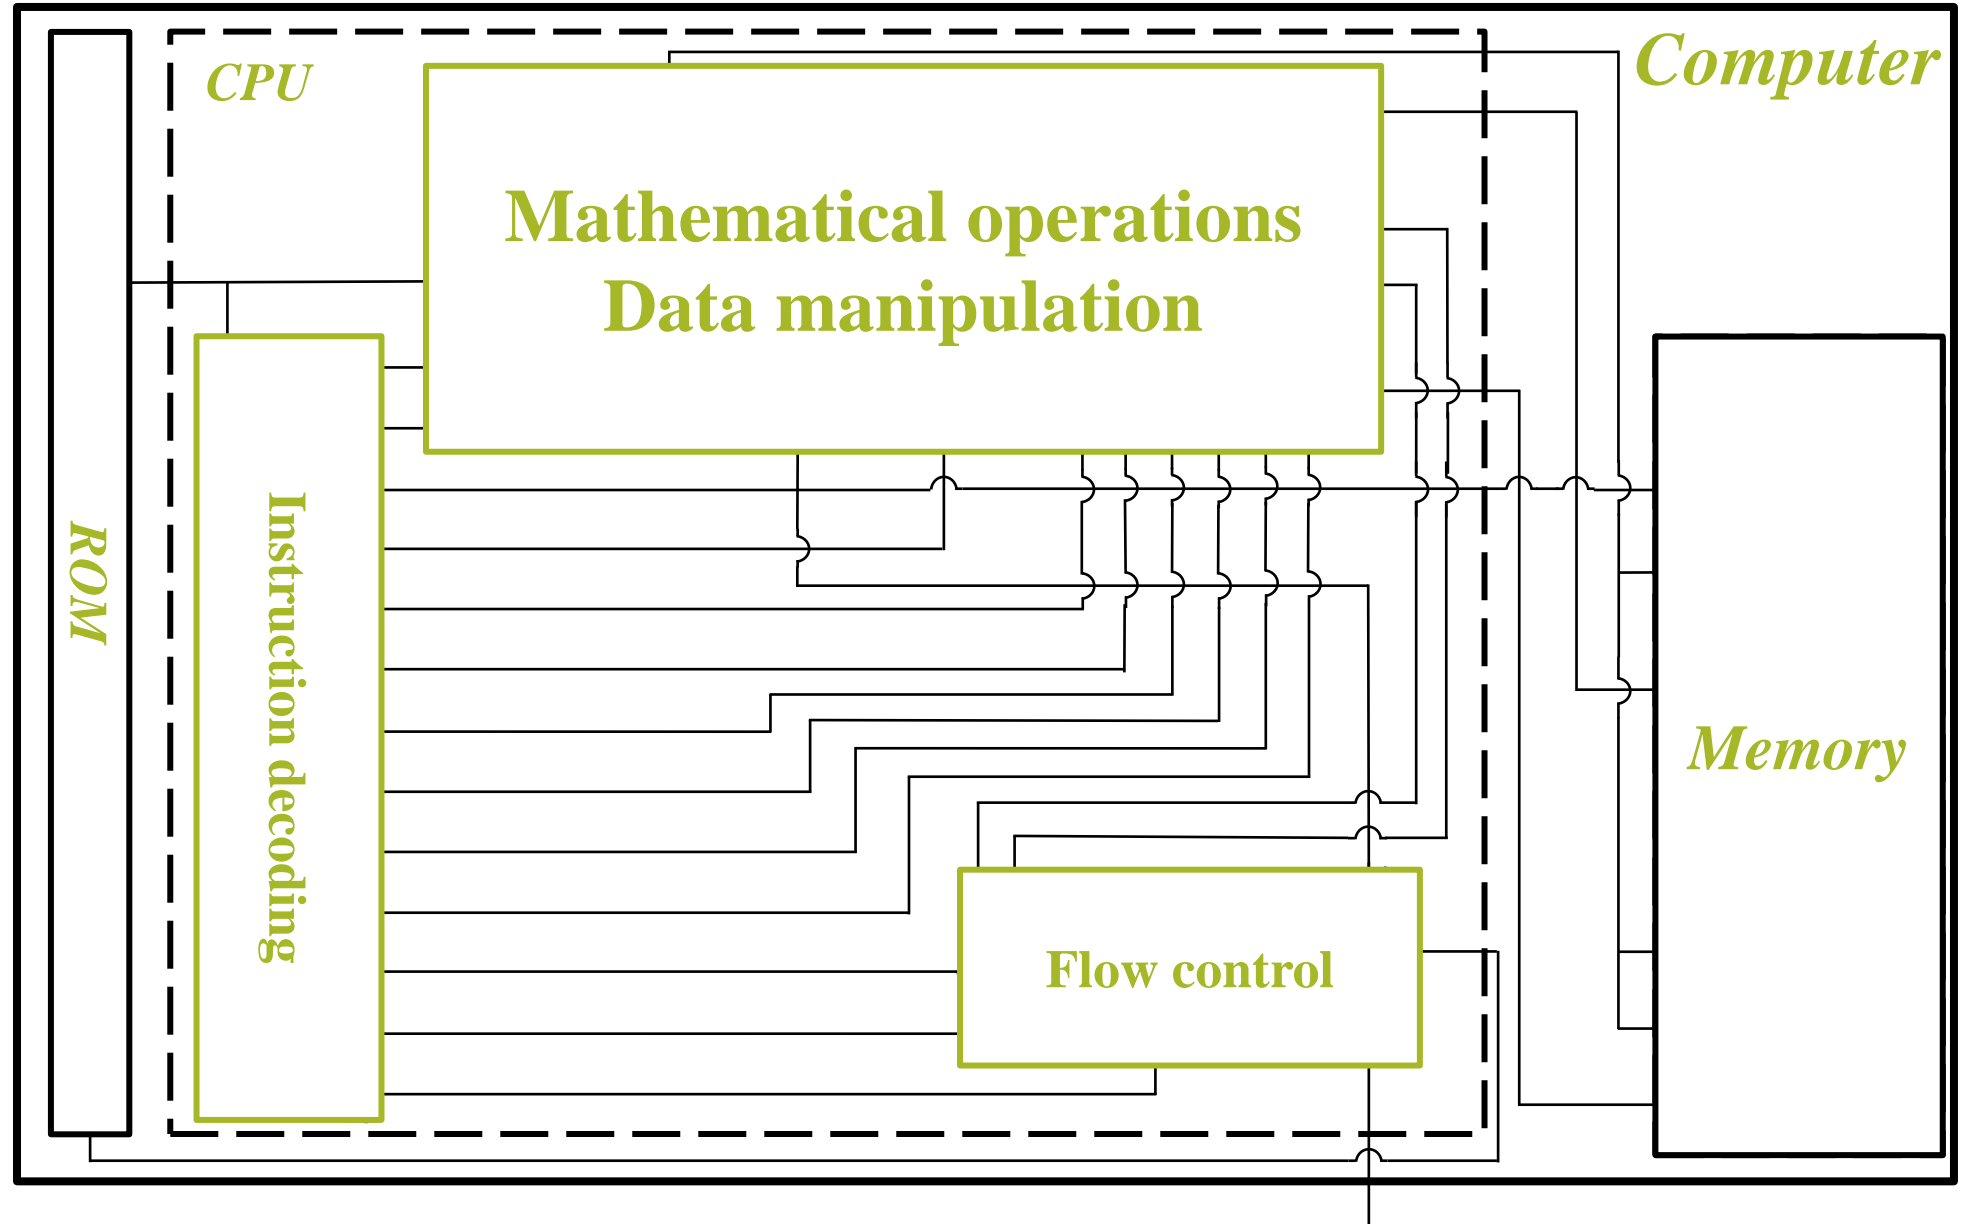 Computer
CPU
Mathematical operations
Data manipulation
ROM
Instruction decoding
Memory
Flow control